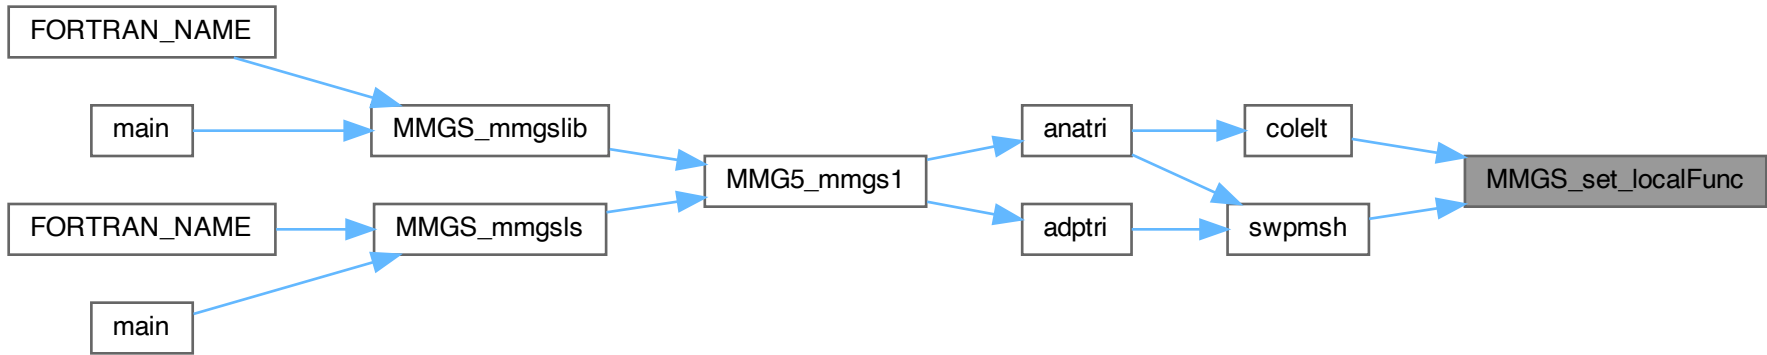 FORTRAN_NAME
main
MMGS_mmgslib
anatri
colelt
MMG5_mmgs1
MMGS_set_localFunc
FORTRAN_NAME
MMGS_mmgsls
adptri
swpmsh
main